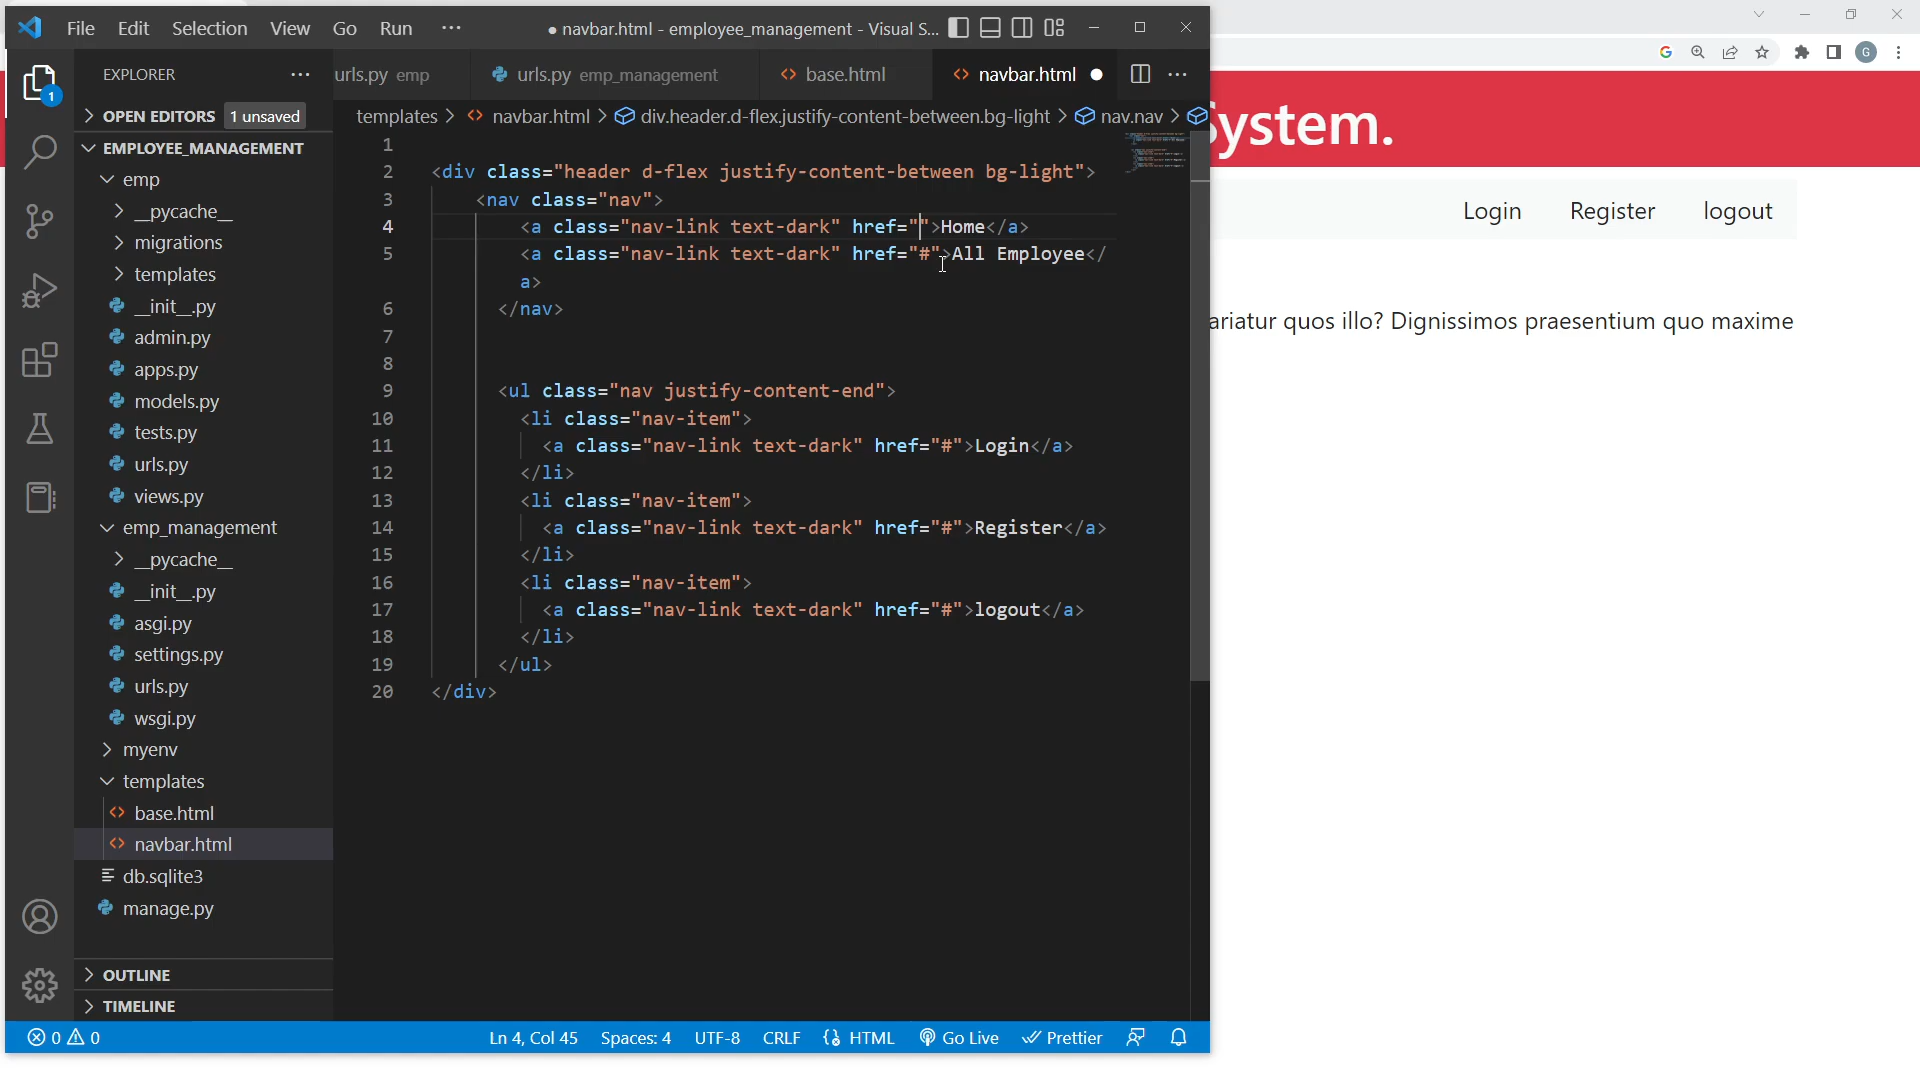 File Edit Selection View Go Run ··· ● navbar.html - employee_management - Visual S...
EXPLORER ···
urls.py emp urls.py emp_management base.html navbar.html ● ···
OPEN EDITORS 1 unsaved
templates > navbar.html > div.header.d-flex.justify-content-between.bg-light > nav.nav >
EMPLOYEE_MANAGEMENT
emp
__pycache__
migrations
templates
__init__.py
admin.py
apps.py
models.py
tests.py
urls.py
views.py
emp_management
__pycache__
__init__.py
asgi.py
settings.py
urls.py
wsgi.py
myenv
templates
base.html
navbar.html
db.sqlite3
manage.py
OUTLINE
TIMELINE
1
1
2 <div class="header d-flex justify-content-between bg-light">
3 <nav class="nav">
4 <a class="nav-link text-dark" href="">Home</a>
5 <a class="nav-link text-dark" href="#">All Employee</
a>
6 </nav>
7
8
9 <ul class="nav justify-content-end">
10 <li class="nav-item">
11 <a class="nav-link text-dark" href="#">Login</a>
12 </li>
13 <li class="nav-item">
14 <a class="nav-link text-dark" href="#">Register</a>
15 </li>
16 <li class="nav-item">
17 <a class="nav-link text-dark" href="#">logout</a>
18 </li>
19 </ul>
20 </div>
0 0 Ln 4, Col 45 Spaces: 4 UTF-8 CRLF HTML Go Live Prettier
G
System.
Login Register logout
ariatur quos illo? Dignissimos praesentium quo maxime